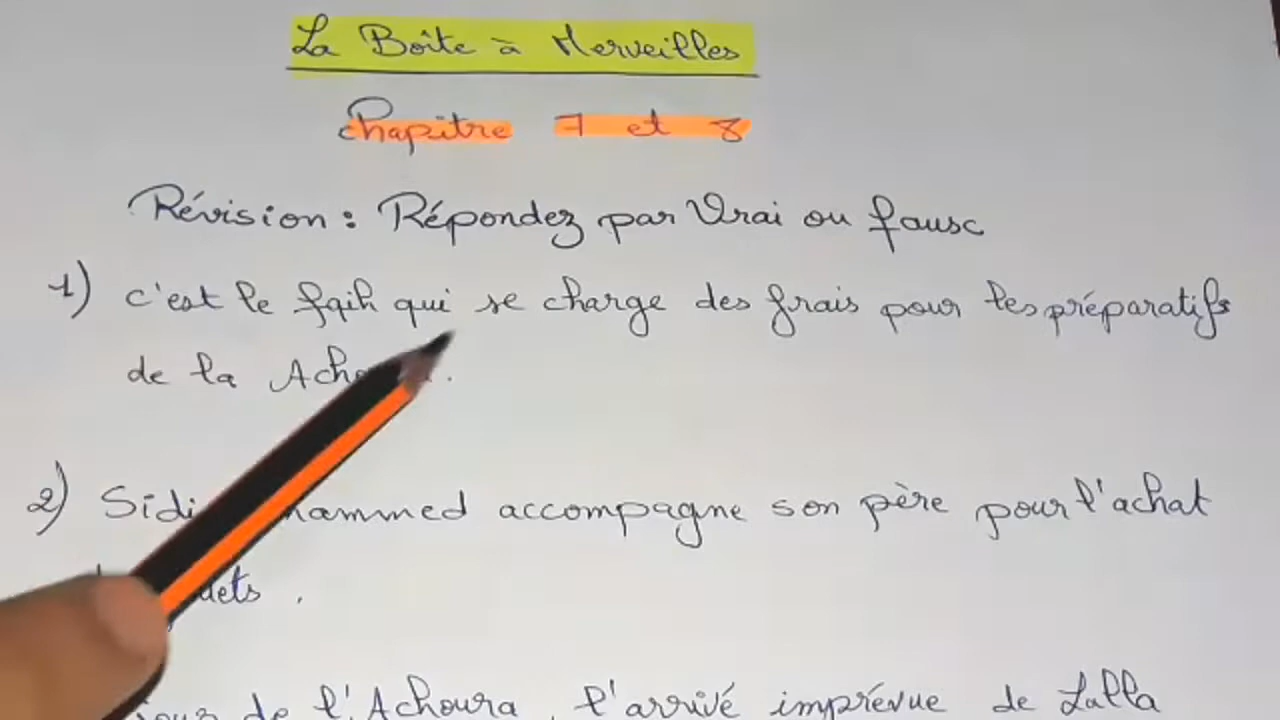 La Boîte à Merveilles
Chapitre 7 et 8
Révision : Répondez par Vrai ou faux
1) c'est le fqih qui se charge des frais pour les préparatifs
de la
2) Sidi accompagne son père pour l'achat
de l'Achoura, l'arrivé imprévue de Lalla